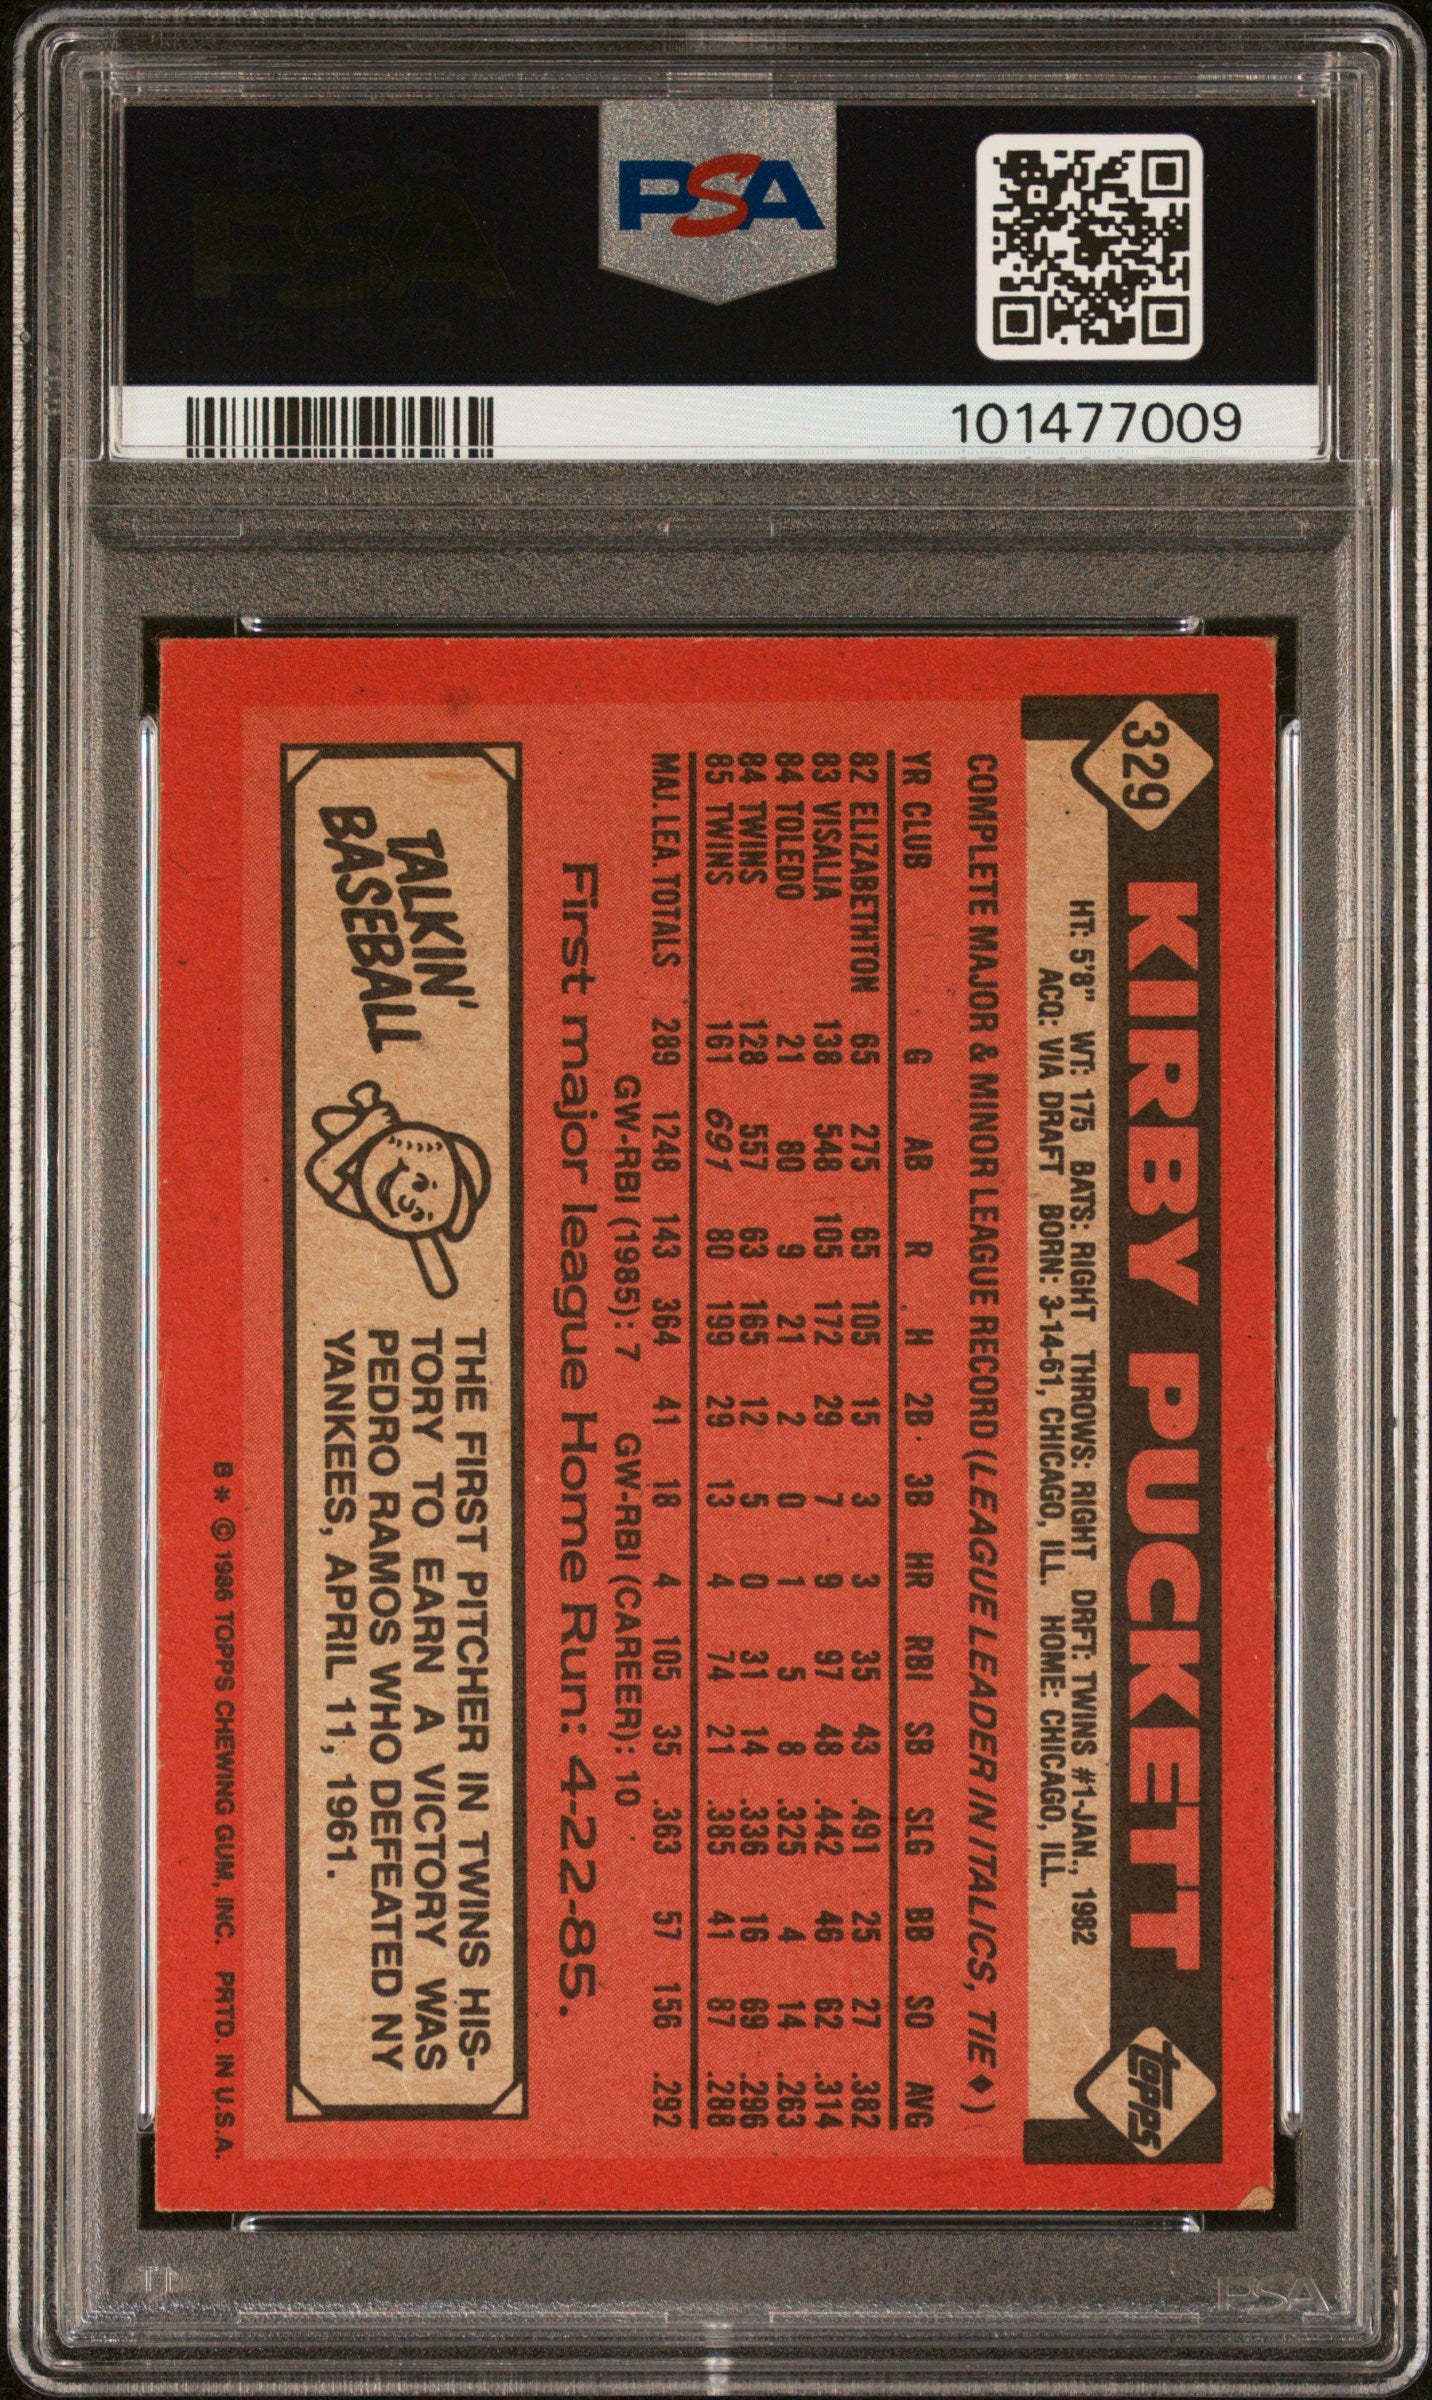 PSA
101477009
329 KIRBY PUCKETT topps
HT: 5'8" WT: 175 BATS: RIGHT THROWS: RIGHT DRFT: TWINS #1-JAN., 1982
ACQ: VIA DRAFT BORN: 3-14-61, CHICAGO, ILL. HOME: CHICAGO, ILL.
COMPLETE MAJOR & MINOR LEAGUE RECORD (LEAGUE LEADER IN ITALICS, TIE ♦)
YR CLUB G AB R H 2B 3B HR RBI SB SLG BB SO AVG
82 ELIZABETHTON 65 275 65 105 15 3 3 35 43 .491 25 27 .382
83 VISALIA 138 548 105 172 29 7 9 97 48 .442 46 62 .314
84 TOLEDO 21 80 9 21 2 0 1 5 8 .325 4 14 .263
84 TWINS 128 557 63 165 12 5 0 31 14 .336 16 69 .296
85 TWINS 161 691 80 199 29 13 4 74 21 .385 41 87 .288
MAJ. LEA. TOTALS 289 1248 143 364 41 18 4 105 35 .363 57 156 .292
GW-RBI (1985): 7 GW-RBI (CAREER): 10
First major league Home Run: 4-22-85.
TALKIN'
BASEBALL
THE FIRST PITCHER IN TWINS HIS-
TORY TO EARN A VICTORY WAS
PEDRO RAMOS WHO DEFEATED NY
YANKEES, APRIL 11, 1961.
B * © 1986 TOPPS CHEWING GUM, INC. PRTD. IN U.S.A.
PSA